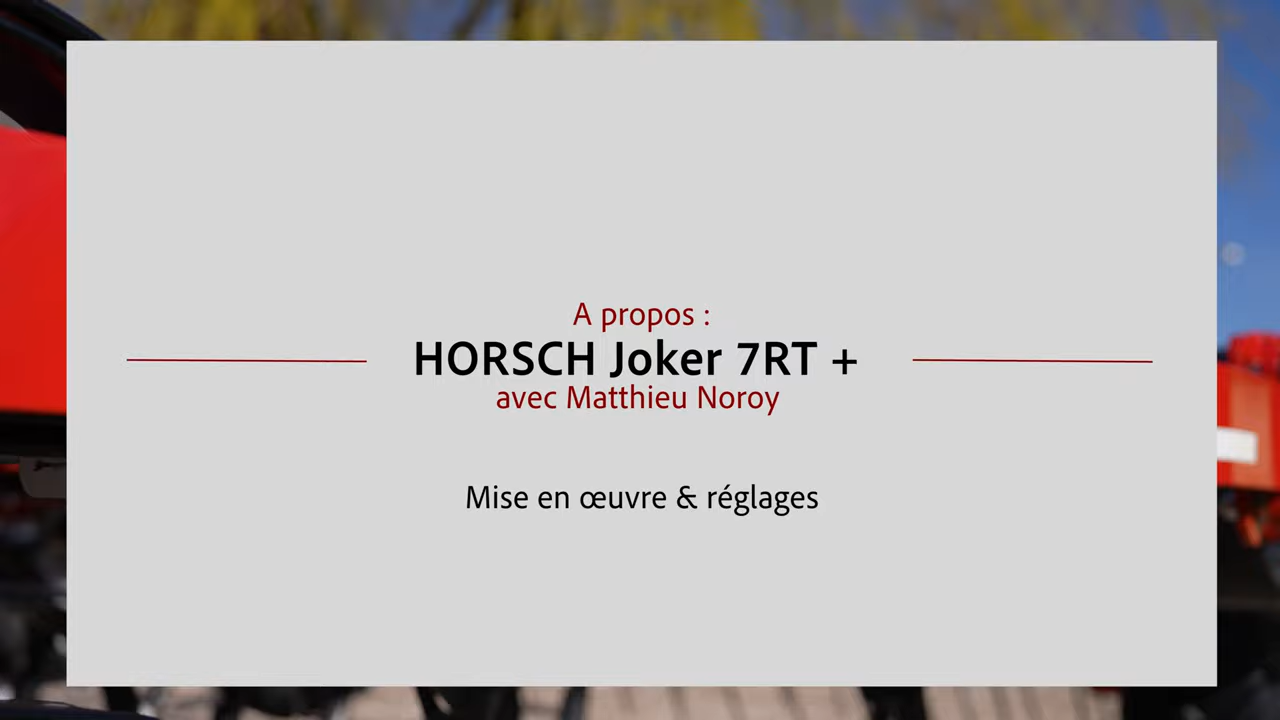 A propos :
HORSCH Joker 7RT +
avec Matthieu Noroy
Mise en œuvre & réglages